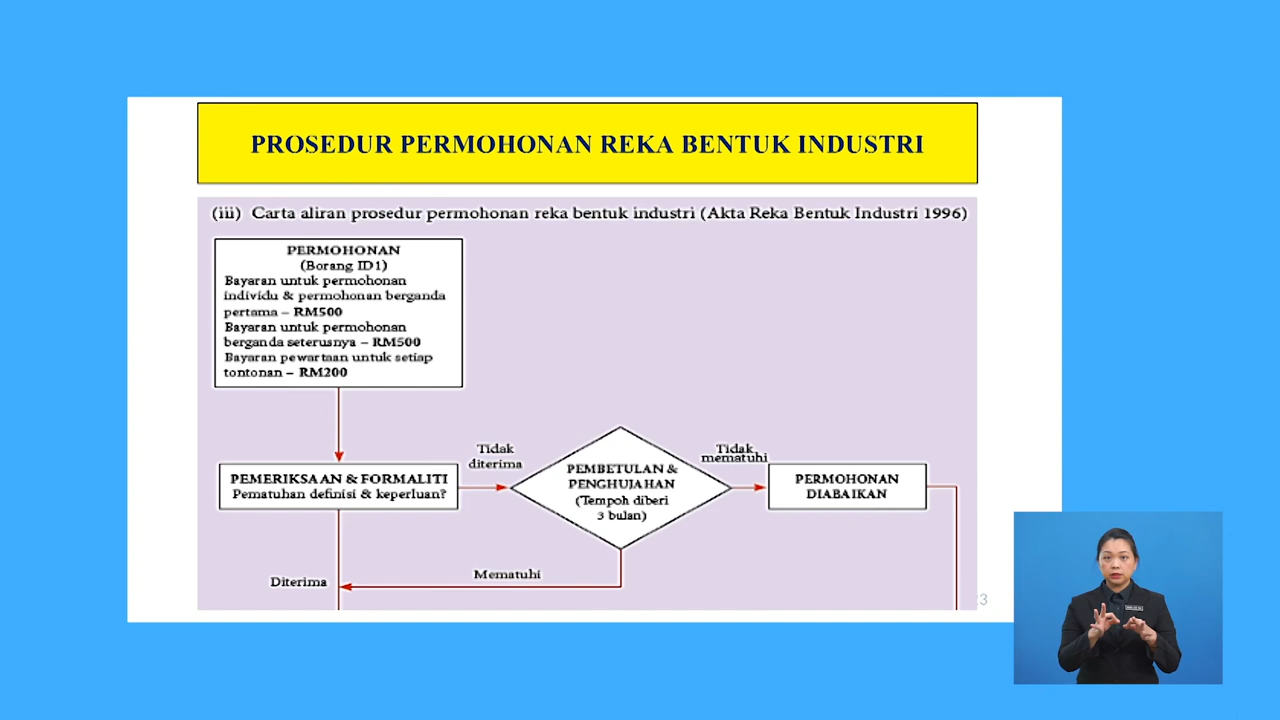 PROSEDUR PERMOHONAN REKA BENTUK INDUSTRI
(iii) Carta aliran prosedur permohonan reka bentuk industri (Akta Reka Bentuk Industri 1996)
PERMOHONAN
(Borang ID1)
Bayaran untuk permohonan
individu & permohonan berganda
pertama – RM500
Bayaran untuk permohonan
berganda seterusnya – RM500
Bayaran pewartaan untuk setiap
tontonan – RM200
PEMERIKSAAN & FORMALITI
Pematuhan definisi & keperluan?
Tidak
diterima
PEMBETULAN &
PENGHUJAHAN
(Tempoh diberi
3 bulan)
Tidak
mematuhi
PERMOHONAN
DIABAIKAN
Diterima
Mematuhi